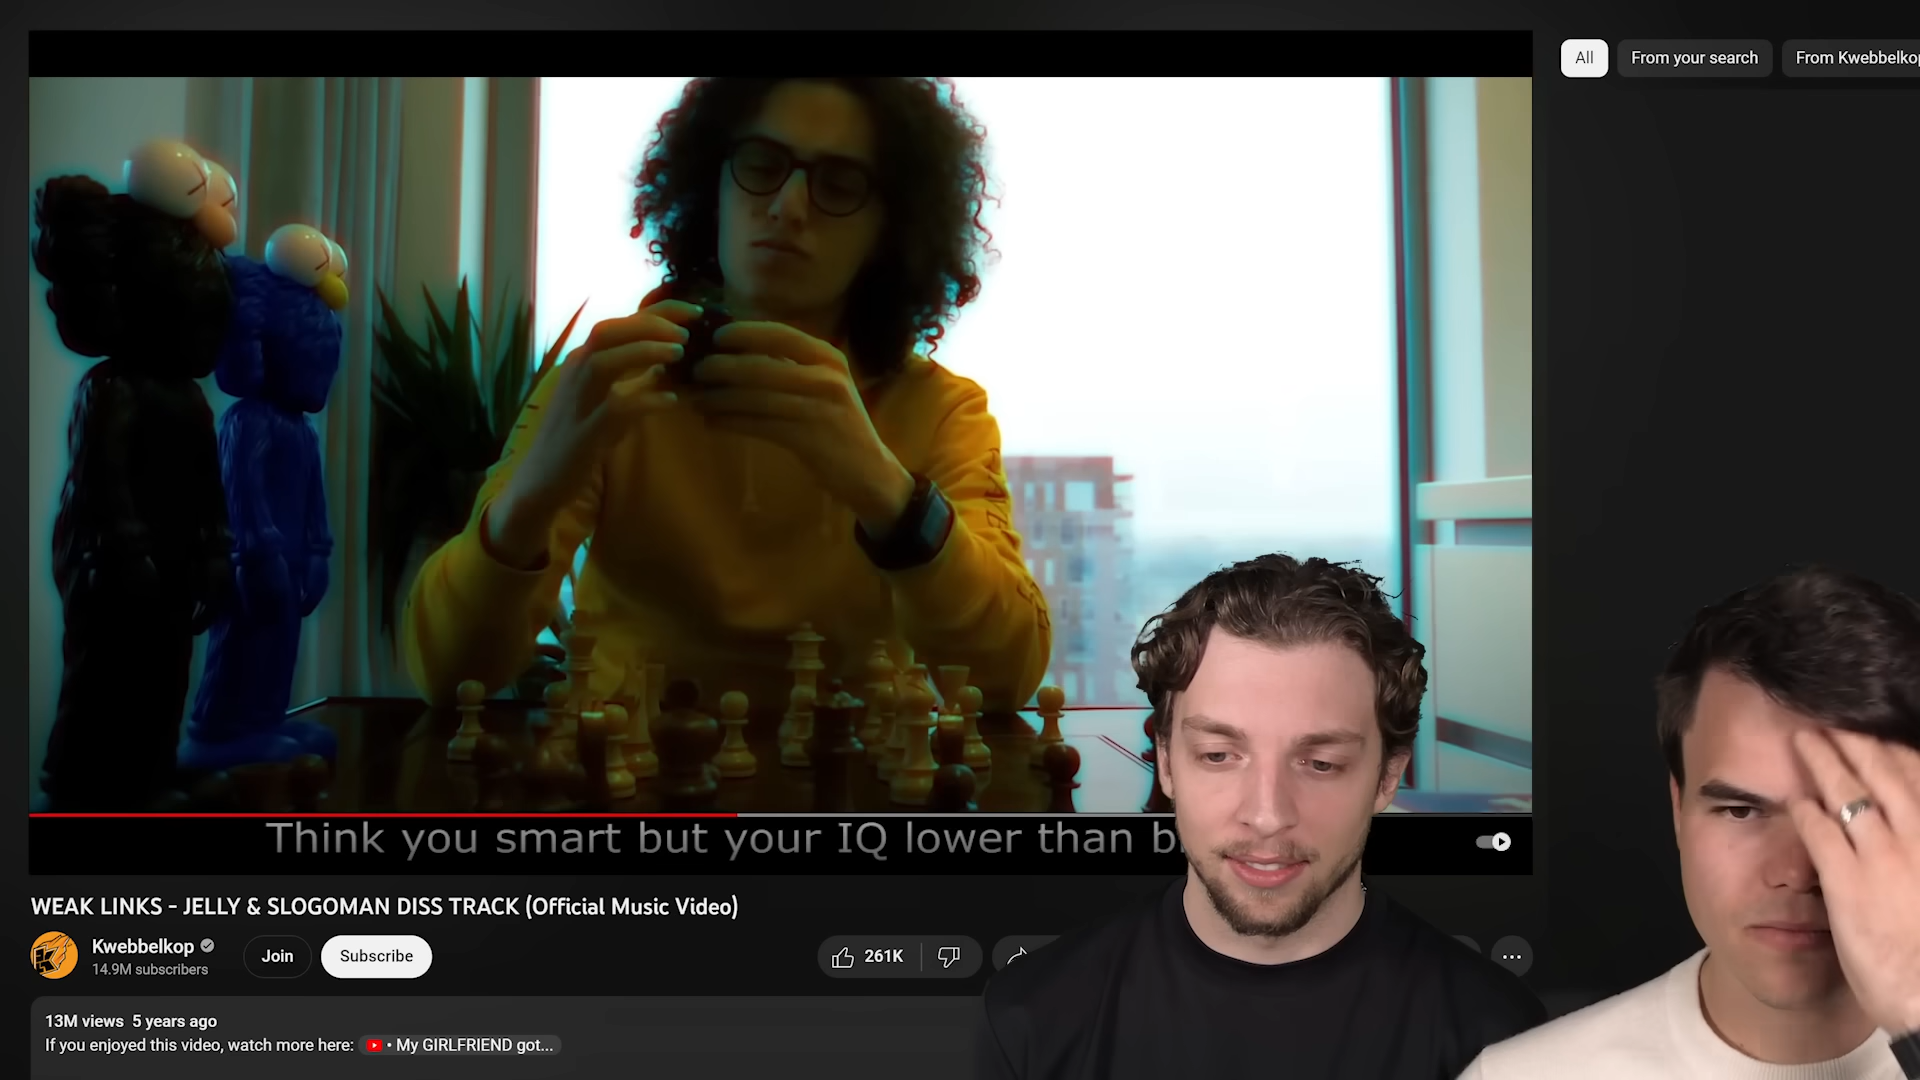 All
From your search
From Kwebbelkop
Think you smart but your IQ lower than
WEAK LINKS - JELLY & SLOGOMAN DISS TRACK (Official Music Video)
Kwebbelkop
14.9M subscribers
Join
Subscribe
261K
13M views 5 years ago
If you enjoyed this video, watch more here: • My GIRLFRIEND got...